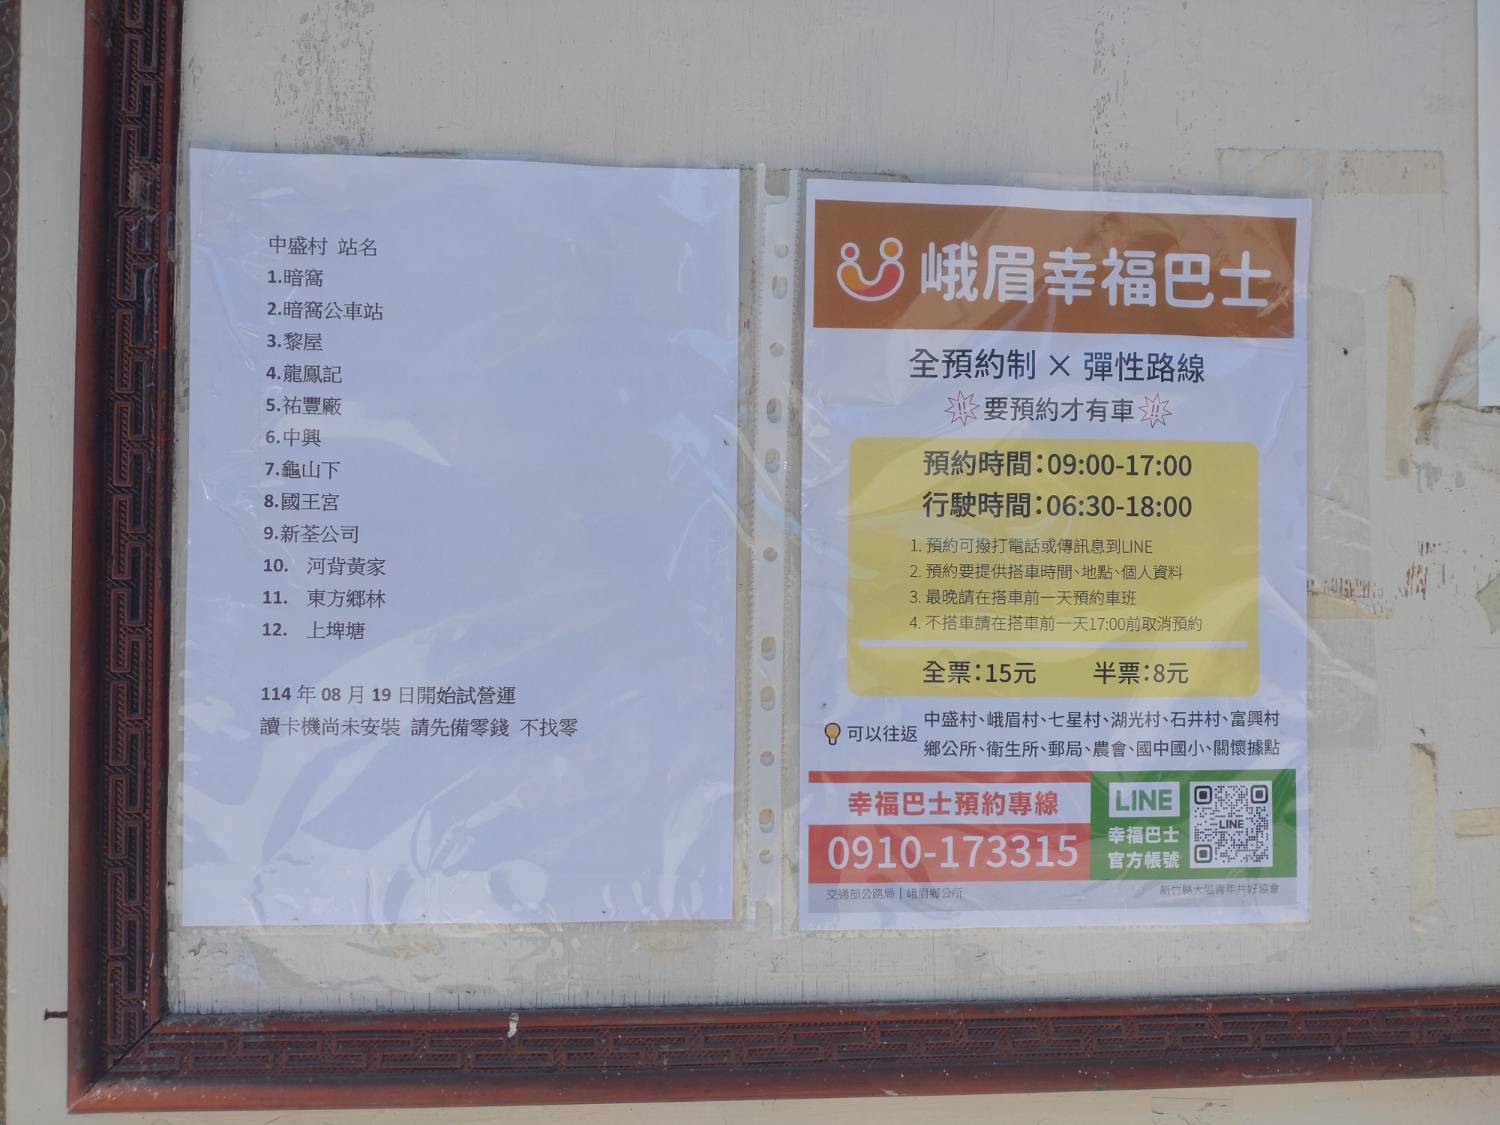 中盛村 站名
1.暗窩
2.暗窩公車站
3.黎屋
4.龍鳳記
5.祐豐廠
6.中興
7.龜山下
8.國王宮
9.新荃公司
10. 河背黃家
11. 東方鄉林
12. 上埤塘
114 年 08 月 19 日開始試營運
讀卡機尚未安裝 請先備零錢 不找零
峨眉幸福巴士
全預約制 × 彈性路線
!! 要預約才有車 !!
預約時間:09:00-17:00
行駛時間:06:30-18:00
1. 預約可撥打電話或傳訊息到LINE
2. 預約要提供搭車時間、地點、個人資料
3. 最晚請在搭車前一天預約車班
4. 不搭車請在搭車前一天17:00前取消預約
全票:15元 半票:8元
可以往返
中盛村、峨眉村、七星村、湖光村、石井村、富興村
鄉公所、衛生所、郵局、農會、國中國小、關懷據點
幸福巴士預約專線
0910-173315
LINE
幸福巴士
官方帳號
LINE
交通部公路局 | 峨眉鄉公所
新竹縣大隘青年共好協會